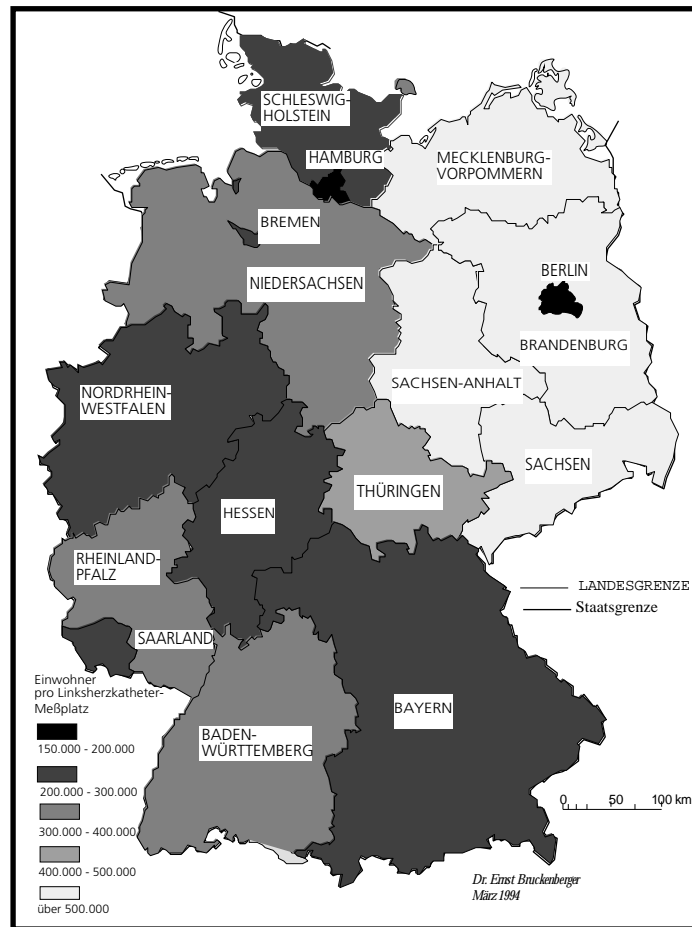 SCHLESWIG-
HOLSTEIN
HAMBURG
MECKLENBURG-
VORPOMMERN
BREMEN
NIEDERSACHSEN
BERLIN
BRANDENBURG
SACHSEN-ANHALT
NORDRHEIN-
WESTFALEN
SACHSEN
THÜRINGEN
HESSEN
RHEINLAND-
PFALZ
LANDESGRENZE
Staatsgrenze
SAARLAND
Einwohner
pro Linksherzkatheter-
Meßplatz
150.000 - 200.000
200.000 - 300.000
300.000 - 400.000
400.000 - 500.000
über 500.000
BAYERN
BADEN-
WÜRTTEMBERG
0 50 100 km
Dr. Ernst Bruckenberger
März 1994